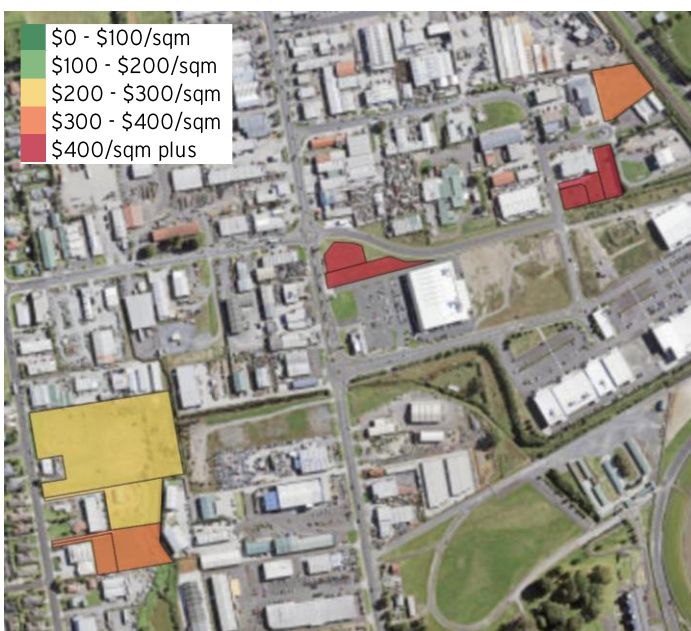 $0 - $100/sqm
$100 - $200/sqm
$200 - $300/sqm
$300 - $400/sqm
$400/sqm plus